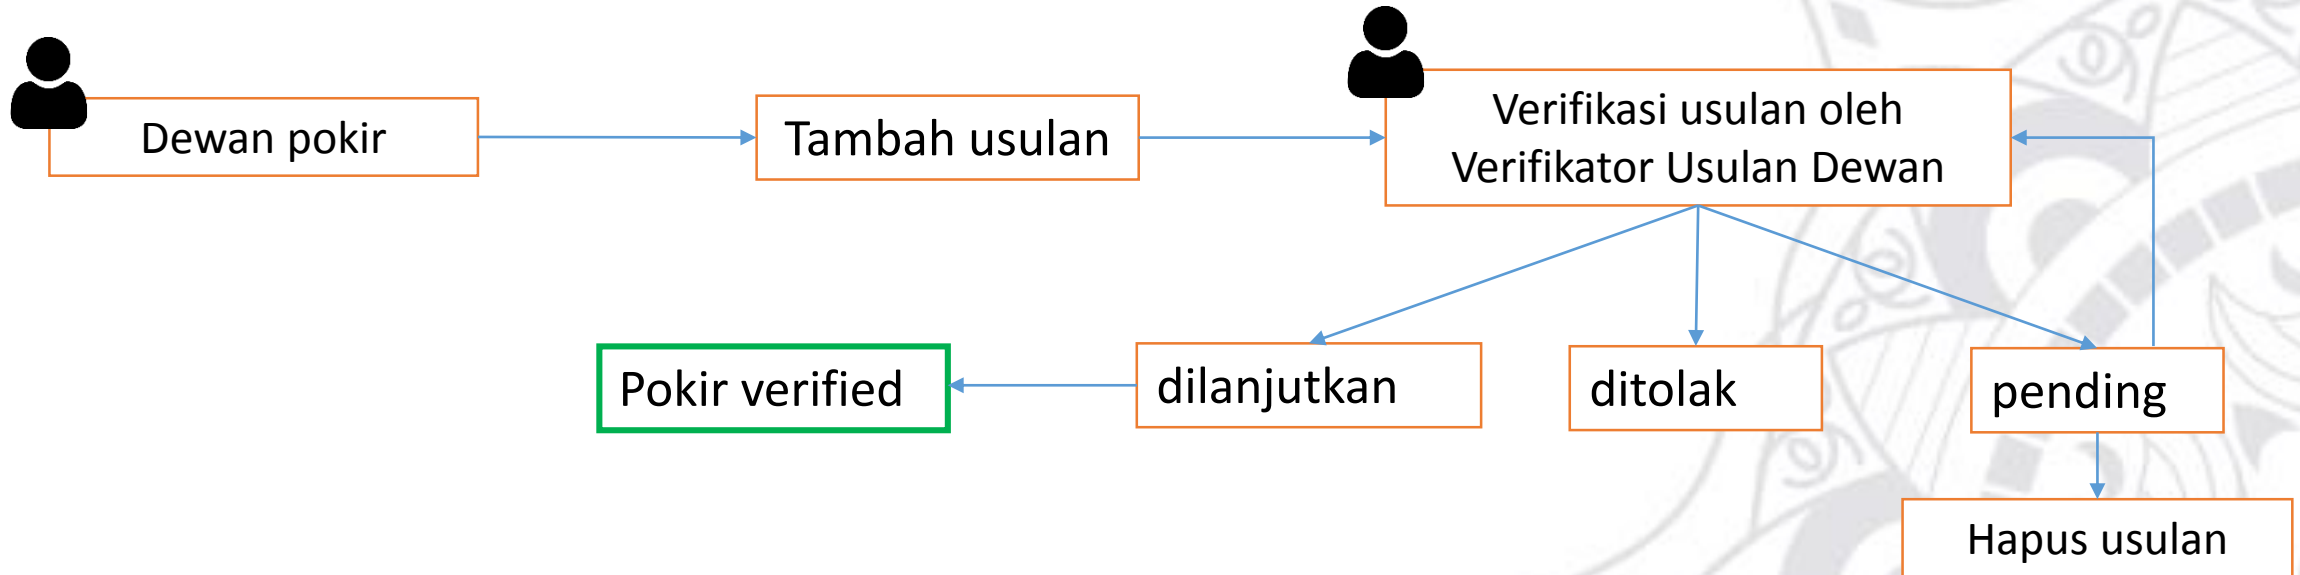 Dewan pokir
Tambah usulan
Verifikasi usulan oleh
Verifikator Usulan Dewan
Pokir verified
dilanjutkan
ditolak
pending
Hapus usulan